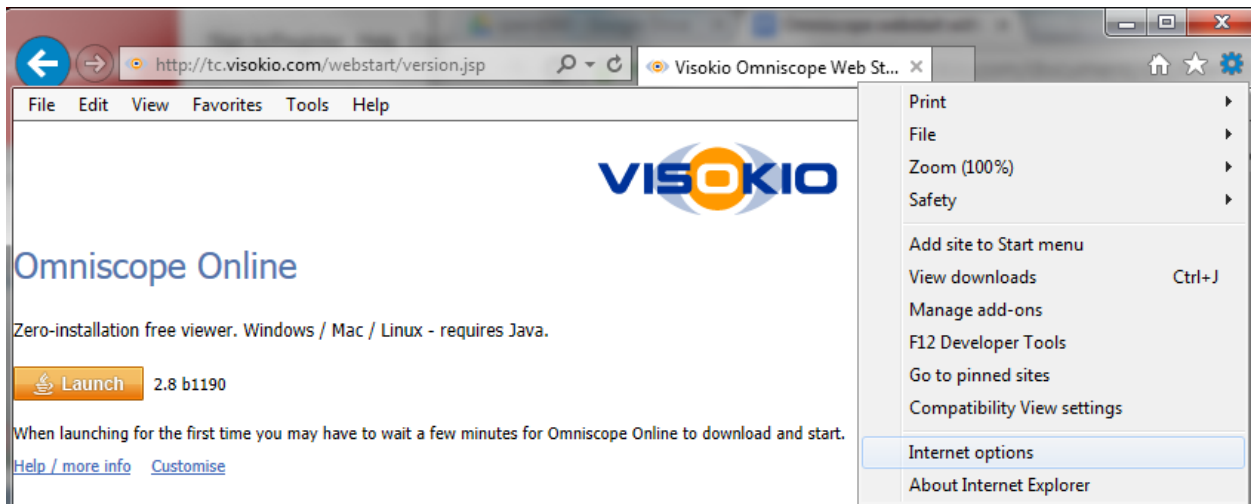 http://tc.visokio.com/webstart/version.jsp
Visokio Omniscope Web St...
File Edit View Favorites Tools Help
VISOKIO
Omniscope Online
Zero-installation free viewer. Windows / Mac / Linux - requires Java.
Launch 2.8 b1190
When launching for the first time you may have to wait a few minutes for Omniscope Online to download and start.
Help / more info Customise
Print
File
Zoom (100%)
Safety
Add site to Start menu
View downloads Ctrl+J
Manage add-ons
F12 Developer Tools
Go to pinned sites
Compatibility View settings
Internet options
About Internet Explorer